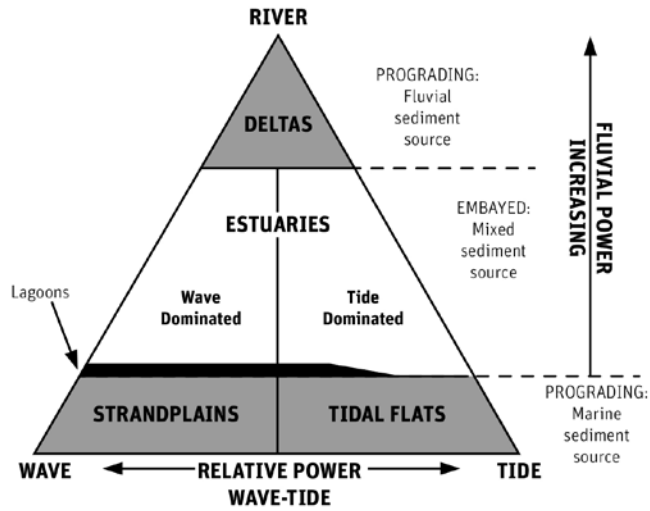 RIVER
PROGRADING:
Fluvial
sediment
source
DELTAS
FLUVIAL POWER
INCREASING
EMBAYED:
Mixed
sediment
source
ESTUARIES
Lagoons
Wave
Dominated
Tide
Dominated
PROGRADING:
Marine
sediment
source
STRANDPLAINS
TIDAL FLATS
WAVE
RELATIVE POWER
WAVE-TIDE
TIDE